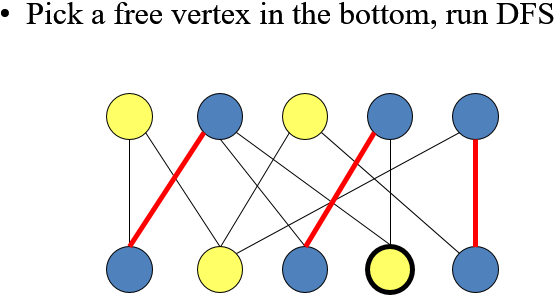 • Pick a free vertex in the bottom, run DFS